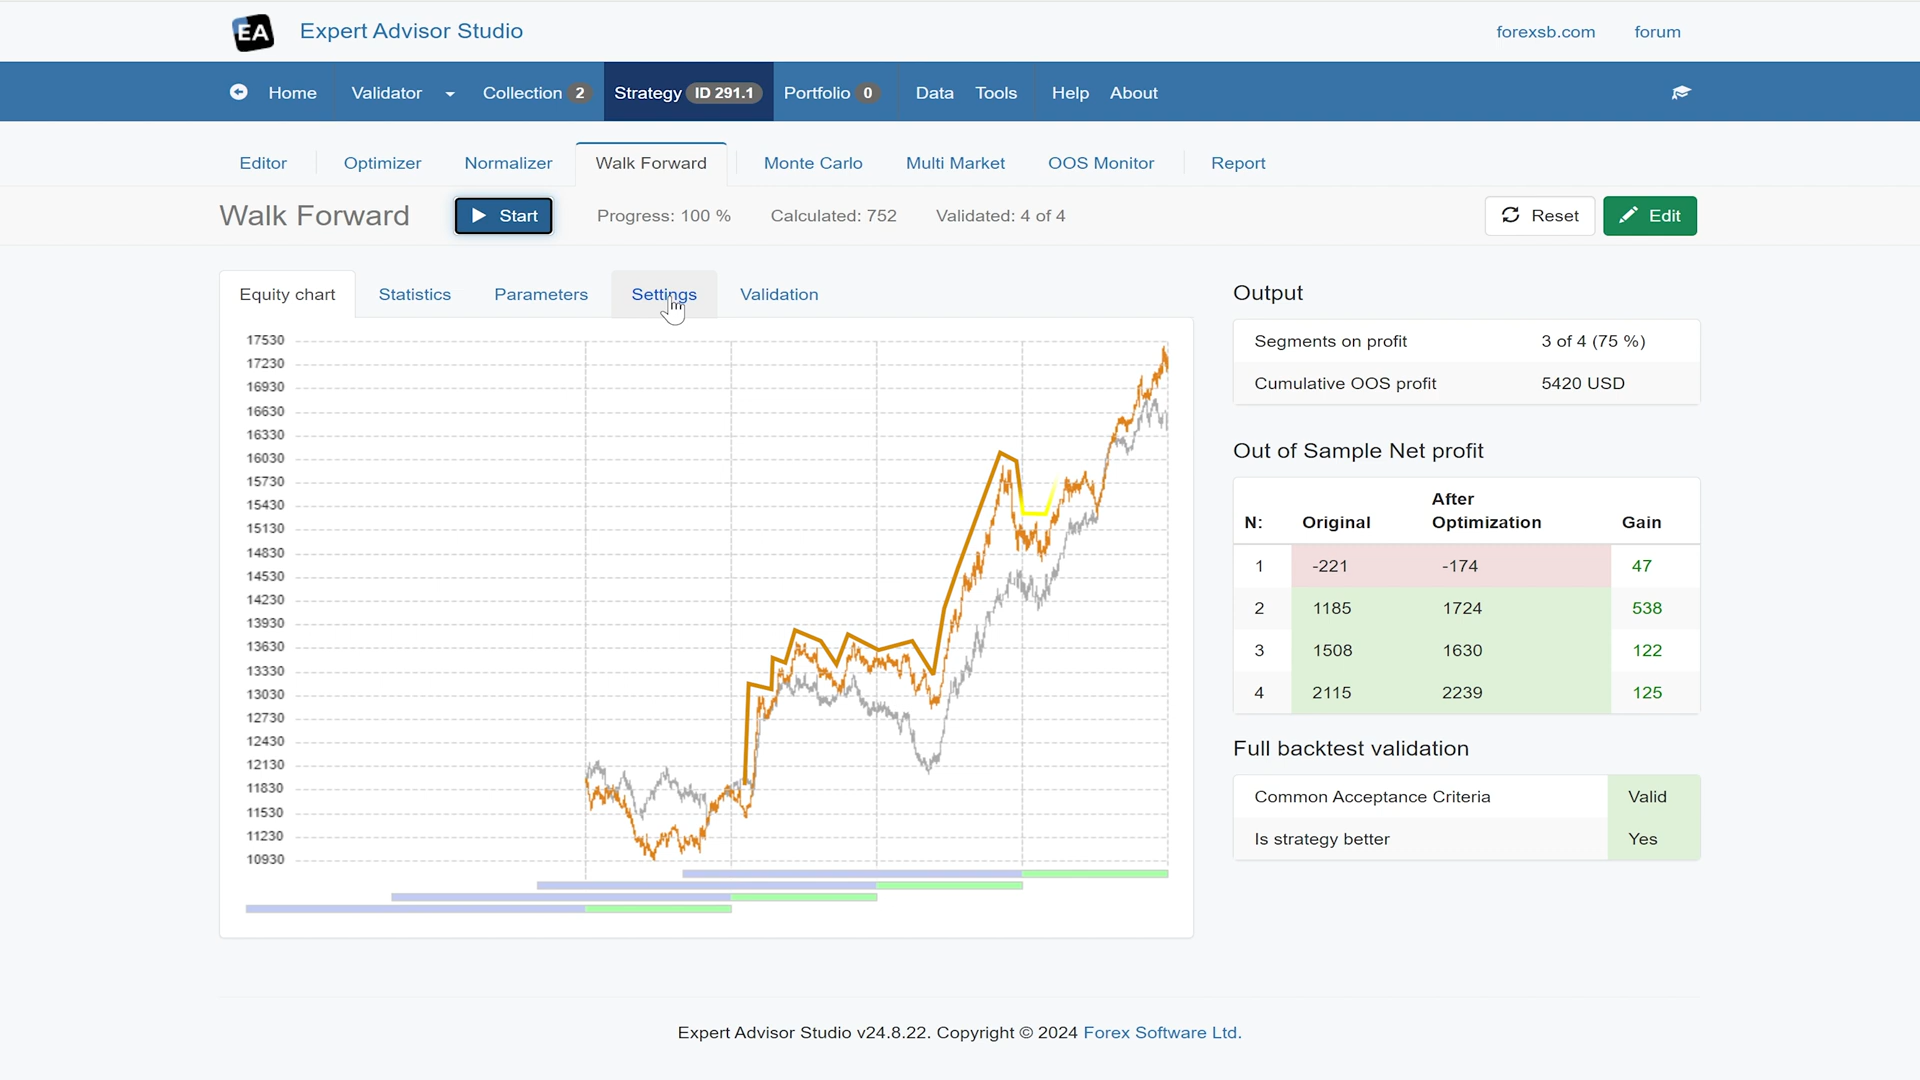 EA Expert Advisor Studio forexsb.com forum
Home Validator Collection 2 Strategy ID 291.1 Portfolio 0 Data Tools Help About
Editor Optimizer Normalizer Walk Forward Monte Carlo Multi Market OOS Monitor Report
Walk Forward Start Progress: 100 % Calculated: 752 Validated: 4 of 4 Reset Edit
Equity chart Statistics Parameters Settings Validation
17530
17230
16930
16630
16330
16030
15730
15430
15130
14830
14530
14230
13930
13630
13330
13030
12730
12430
12130
11830
11530
11230
10930
Output
Segments on profit 3 of 4 (75 %)
Cumulative OOS profit 5420 USD
Out of Sample Net profit
N: Original After Optimization Gain
1 -221 -174 47
2 1185 1724 538
3 1508 1630 122
4 2115 2239 125
Full backtest validation
Common Acceptance Criteria Valid
Is strategy better Yes
Expert Advisor Studio v24.8.22. Copyright © 2024 Forex Software Ltd.